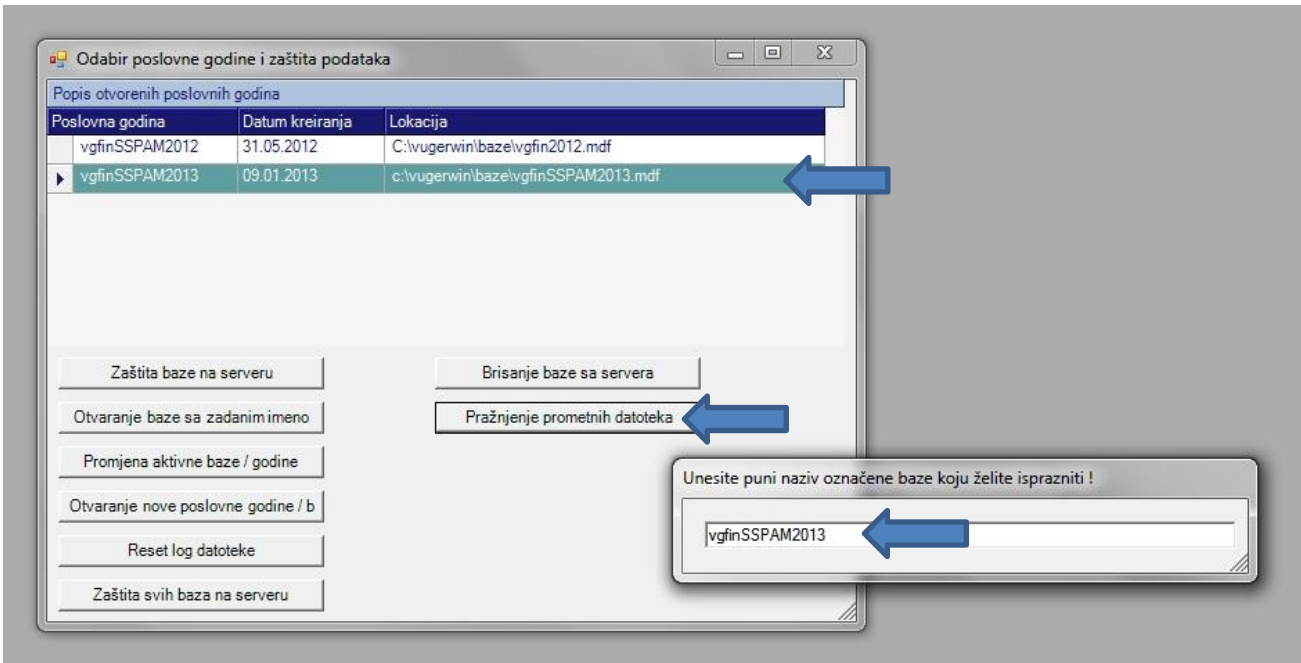 Odabir poslovne godine i zaštita podataka
Popis otvorenih poslovnih godina
Poslovna godina Datum kreiranja Lokacija
vgfinSSPAM2012 31.05.2012 C:\vugerwin\baze\vgfin2012.mdf
vgfinSSPAM2013 09.01.2013 c:\vugerwin\baze\vgfinSSPAM2013.mdf
Zaštita baze na serveru Brisanje baze sa servera
Otvaranje baze sa zadanim imeno Pražnjenje prometnih datoteka
Promjena aktivne baze / godine
Otvaranje nove poslovne godine / b
Reset log datoteke
Zaštita svih baza na serveru
Unesite puni naziv označene baze koju želite isprazniti !
vgfinSSPAM2013